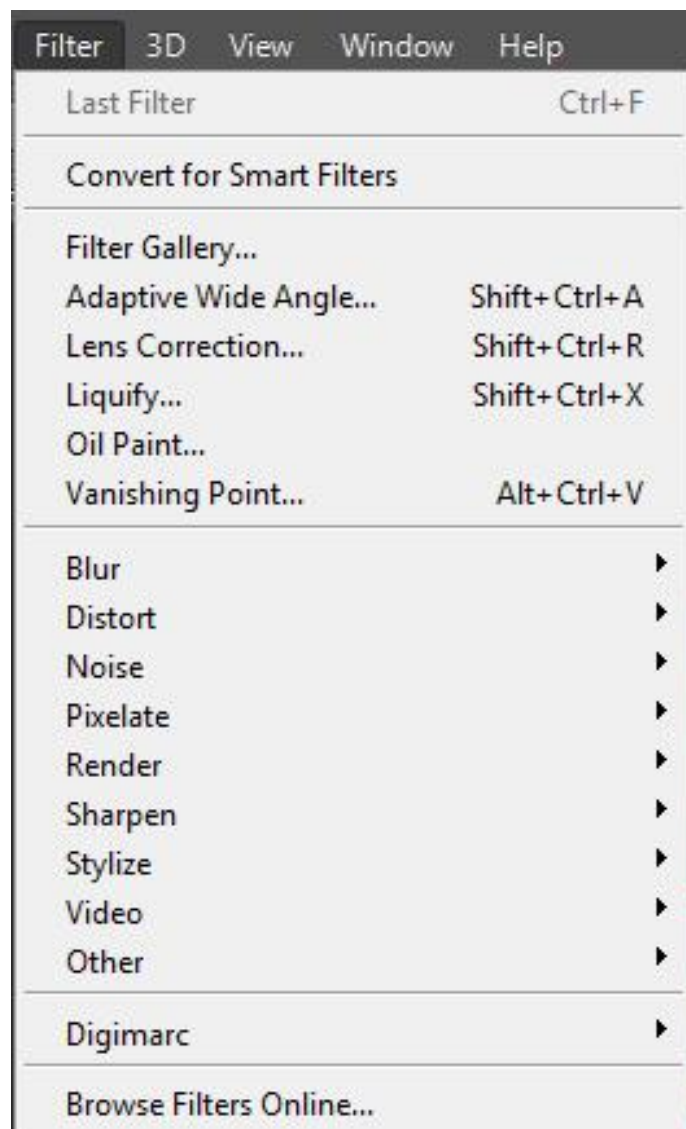 Filter 3D View Window Help
Last Filter Ctrl+F
Convert for Smart Filters
Filter Gallery...
Adaptive Wide Angle... Shift+Ctrl+A
Lens Correction... Shift+Ctrl+R
Liquify... Shift+Ctrl+X
Oil Paint...
Vanishing Point... Alt+Ctrl+V
Blur
Distort
Noise
Pixelate
Render
Sharpen
Stylize
Video
Other
Digimarc
Browse Filters Online...